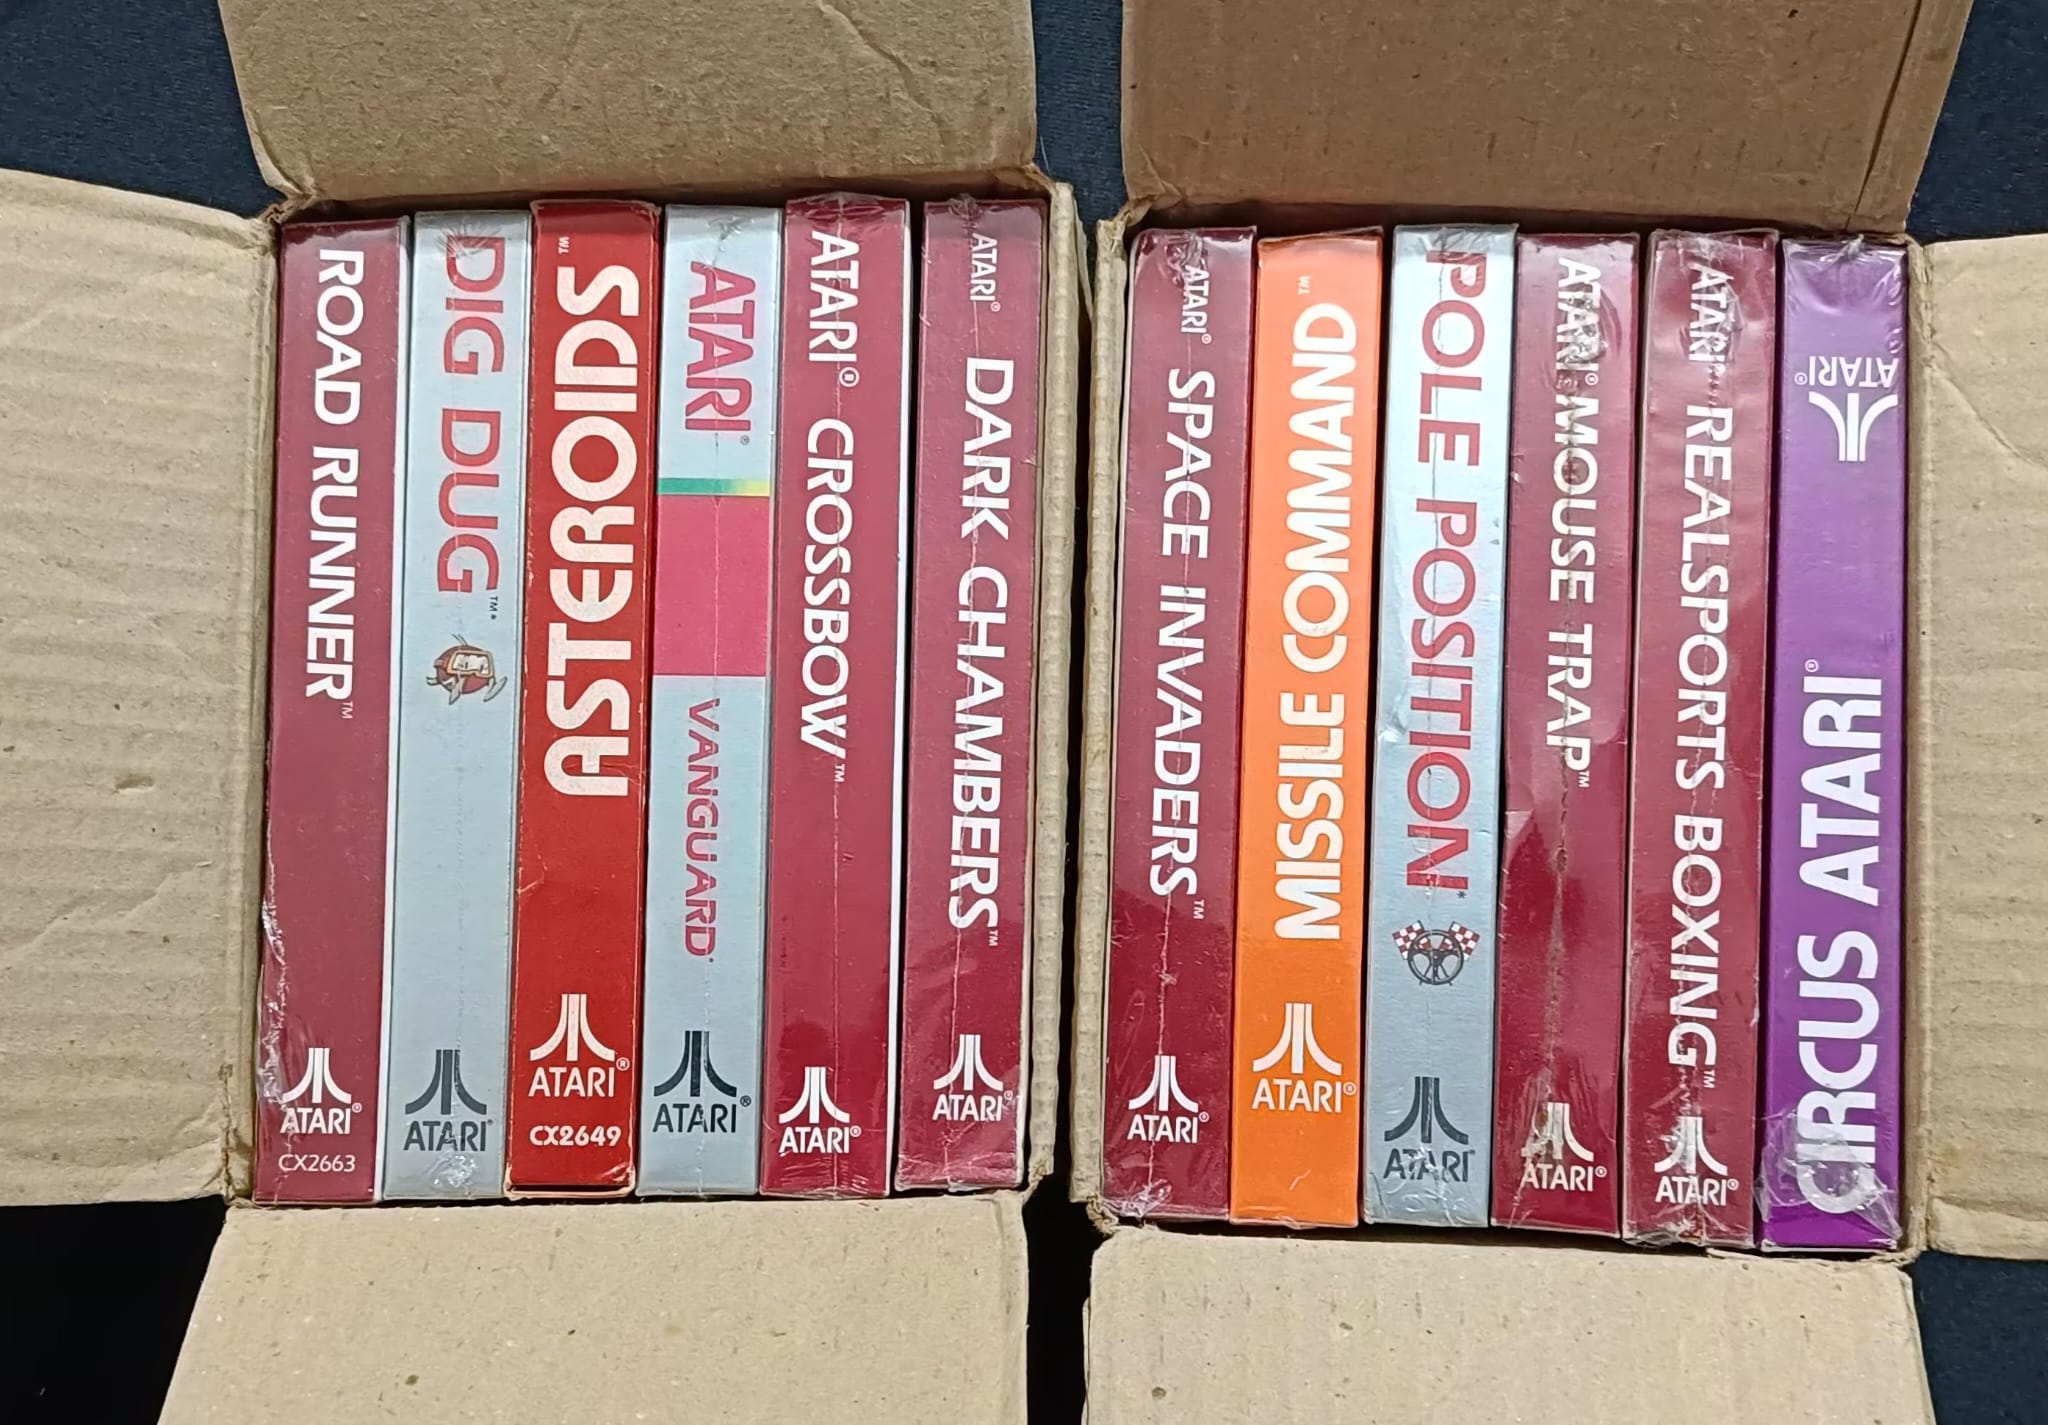 ROAD RUNNER™
ATARI®
CX2663
DIG DUG™*
ATARI®
ASTEROIDS™
ATARI®
CX2649
ATARI®
VANGUARD*
ATARI®
ATARI® CROSSBOW™
ATARI®
ATARI® DARK CHAMBERS™
ATARI®
ATARI® SPACE INVADERS™
ATARI®
MISSILE COMMAND™
ATARI®
POLE POSITION*
ATARI®
ATARI® MOUSE TRAP™
ATARI®
ATARI® REALSPORTS BOXING™
ATARI®
ATARI®
CIRCUS ATARI®